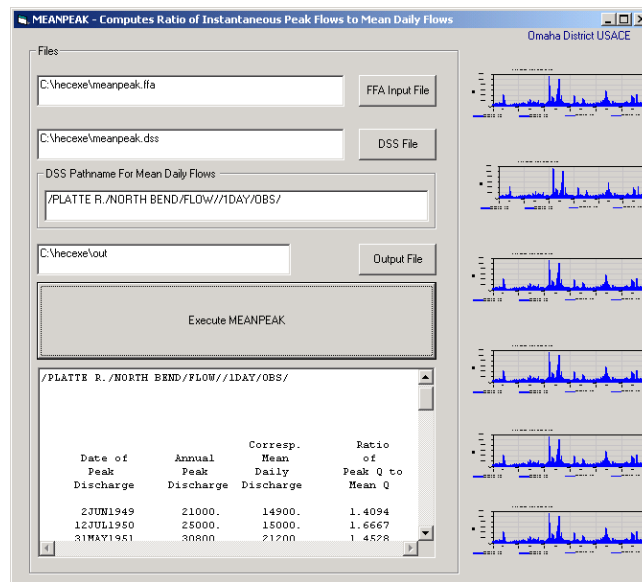 MEANPEAK - Computes Ratio of Instantaneous Peak Flows to Mean Daily Flows
Omaha District USACE
Files
C:\hecexe\meanpeak.ffa
FFA Input File
C:\hecexe\meanpeak.dss
DSS File
DSS Pathname For Mean Daily Flows
/PLATTE R./NORTH BEND/FLOW//1DAY/OBS/
C:\hecexe\out
Output File
Execute MEANPEAK
/PLATTE R./NORTH BEND/FLOW//1DAY/OBS/
Corresp. Ratio
Date of Annual Mean of
Peak Peak Daily Peak Q to
Discharge Discharge Discharge Mean Q
2JUN1949 21000. 14900. 1.4094
12JUL1950 25000. 15000. 1.6667
31MAY1951 30800. 21200. 1.4528